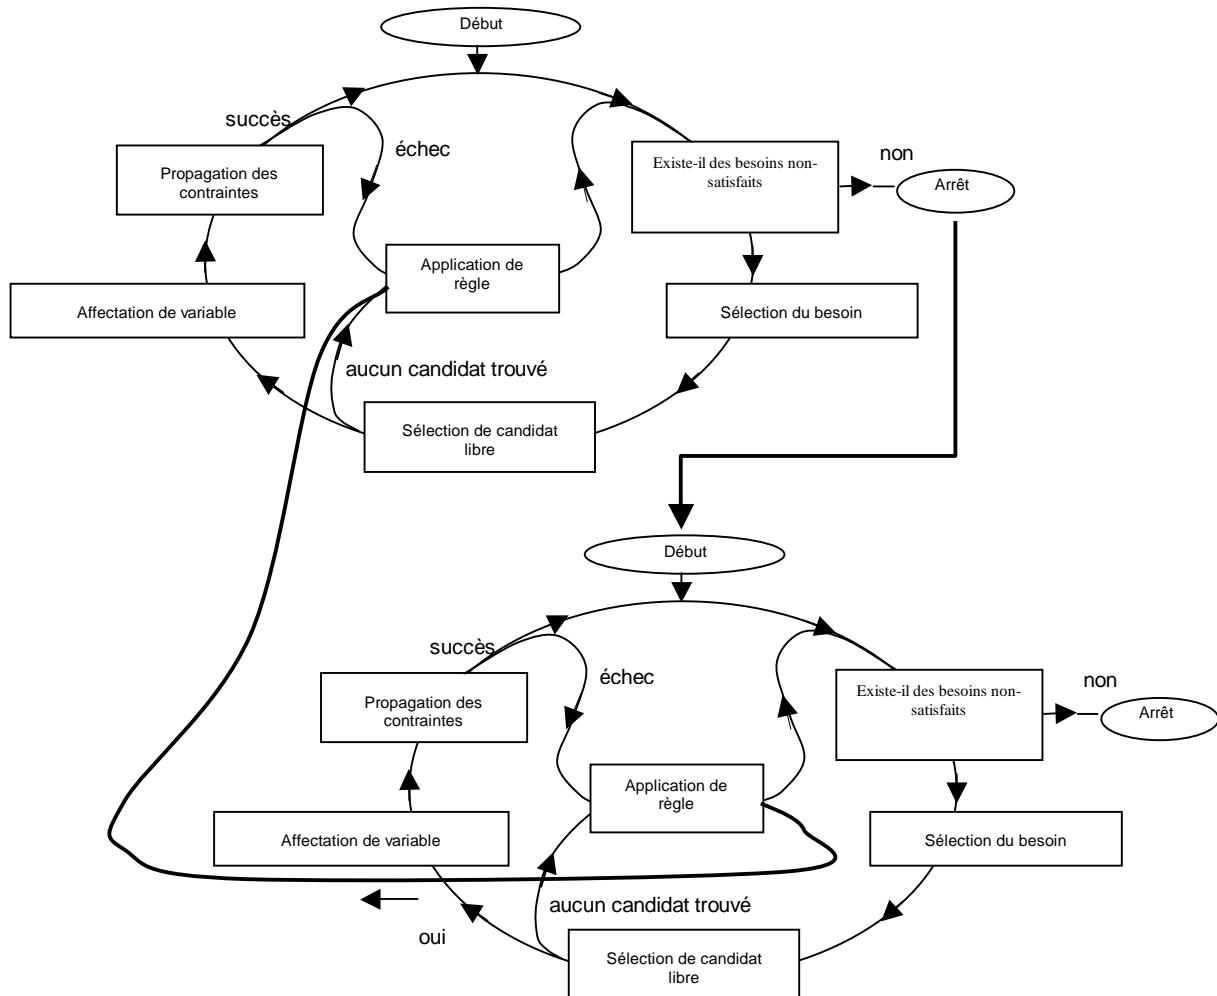 Début
succès
échec
non
Propagation des
contraintes
Existe-il des besoins non-
satisfaits
Arrêt
Application de
règle
Affectation de variable
Sélection du besoin
aucun candidat trouvé
Sélection de candidat
libre
Début
succès
échec
non
Propagation des
contraintes
Existe-il des besoins non-
satisfaits
Arrêt
Application de
règle
Affectation de variable
Sélection du besoin
aucun candidat trouvé
oui
Sélection de candidat
libre